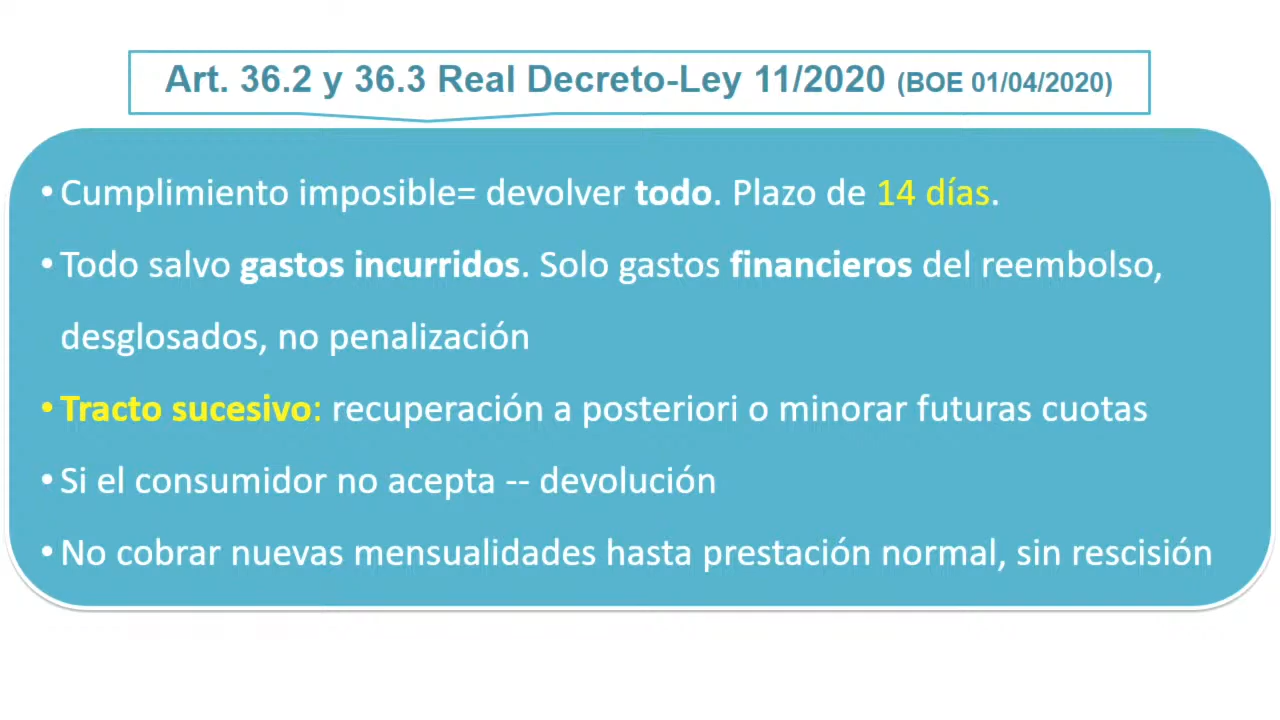 Art. 36.2 y 36.3 Real Decreto-Ley 11/2020 (BOE 01/04/2020)
• Cumplimiento imposible= devolver todo. Plazo de 14 días.
• Todo salvo gastos incurridos. Solo gastos financieros del reembolso,
desglosados, no penalización
• Tracto sucesivo: recuperación a posteriori o minorar futuras cuotas
• Si el consumidor no acepta -- devolución
• No cobrar nuevas mensualidades hasta prestación normal, sin rescisión